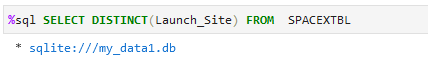 %sql SELECT DISTINCT(Launch_Site) FROM  SPACEXTBL
* sqlite:///my_data1.db